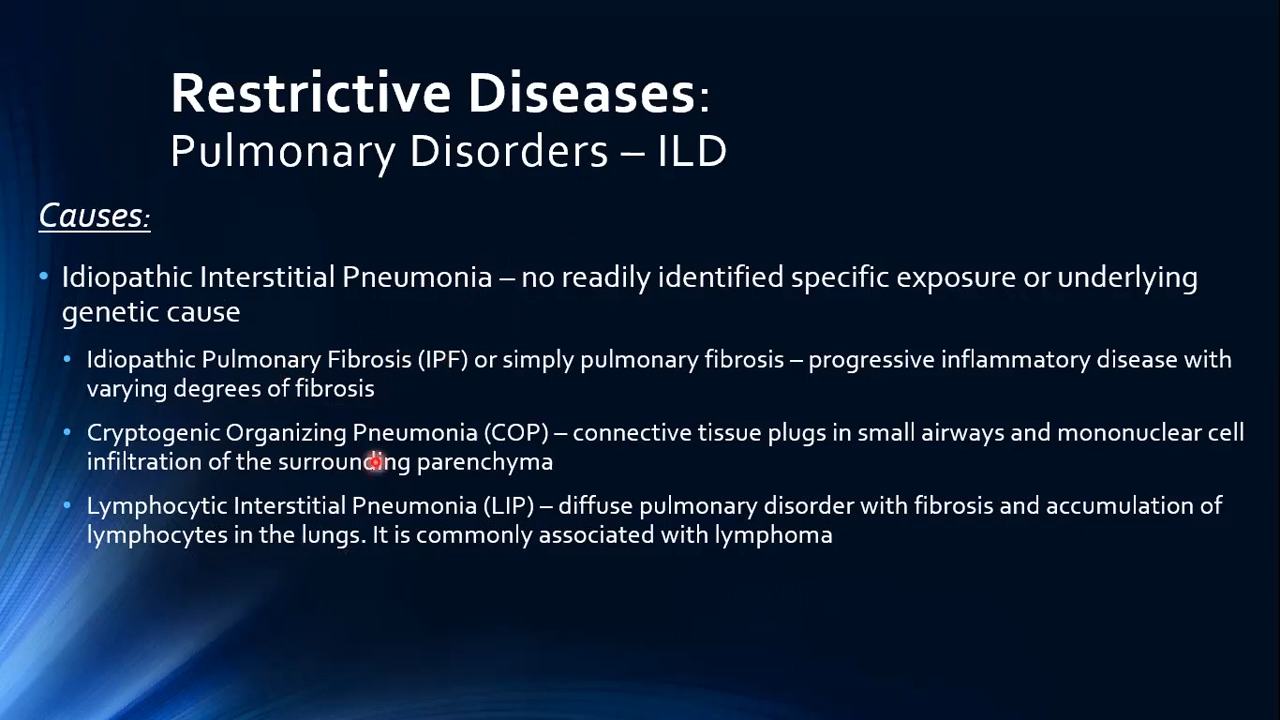 Restrictive Diseases:
Pulmonary Disorders – ILD
Causes:
• Idiopathic Interstitial Pneumonia – no readily identified specific exposure or underlying
genetic cause
• Idiopathic Pulmonary Fibrosis (IPF) or simply pulmonary fibrosis – progressive inflammatory disease with
varying degrees of fibrosis
• Cryptogenic Organizing Pneumonia (COP) – connective tissue plugs in small airways and mononuclear cell
infiltration of the surrounding parenchyma
• Lymphocytic Interstitial Pneumonia (LIP) – diffuse pulmonary disorder with fibrosis and accumulation of
lymphocytes in the lungs. It is commonly associated with lymphoma